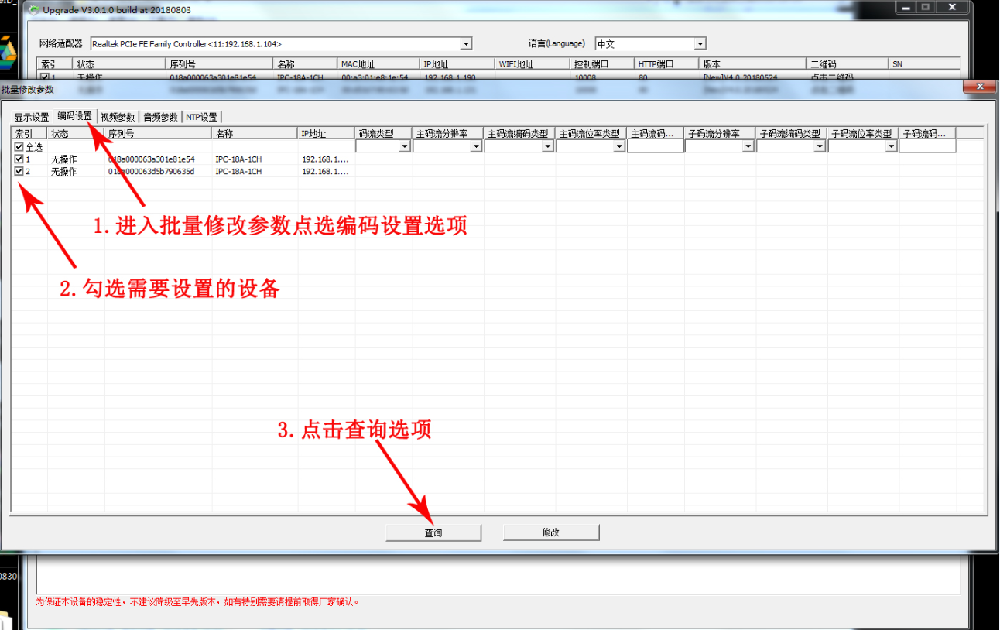 Upgrade V3.0.1.0 build at 20180803
网络适配器 Realtek PCIe FE Family Controller<11:192.168.1.104> 语言(Language) 中文
索引 状态 序列号 名称 MAC地址 IP地址 WIFI地址 控制端口 HTTP端口 版本 二维码 SN
1 无操作 018a000063a301e81e54 IPC-18A-1CH 00:a3:01:e8:1e:54 192.168.1.190 10008 80 [New]V4.0.20180524 点击二维码
批量修改参数
显示设置 编码设置 视频参数 音频参数 NTP设置
索引 状态 序列号 名称 IP地址 码流类型 主码流分辨率 主码流编码类型 主码流位率类型 主码流码... 子码流分辨率 子码流编码类型 子码流位率类型 子码流码...
全选
1 无操作 018a000063a301e81e54 IPC-18A-1CH 192.168.1....
2 无操作 018a000063d5b790635d IPC-18A-1CH 192.168.1....
1.进入批量修改参数点选编码设置选项
2.勾选需要设置的设备
3.点击查询选项
查询 修改
0830
为保证本设备的稳定性，不建议降级至早先版本，如有特别需要请提前取得厂家确认。